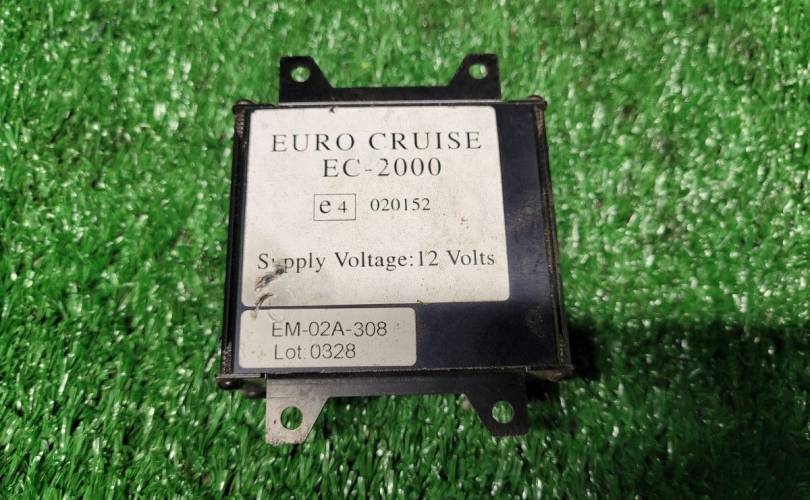 EURO CRUISE
EC-2000
e4 020152
Supply Voltage:12 Volts
EM-02A-308
Lot:0328